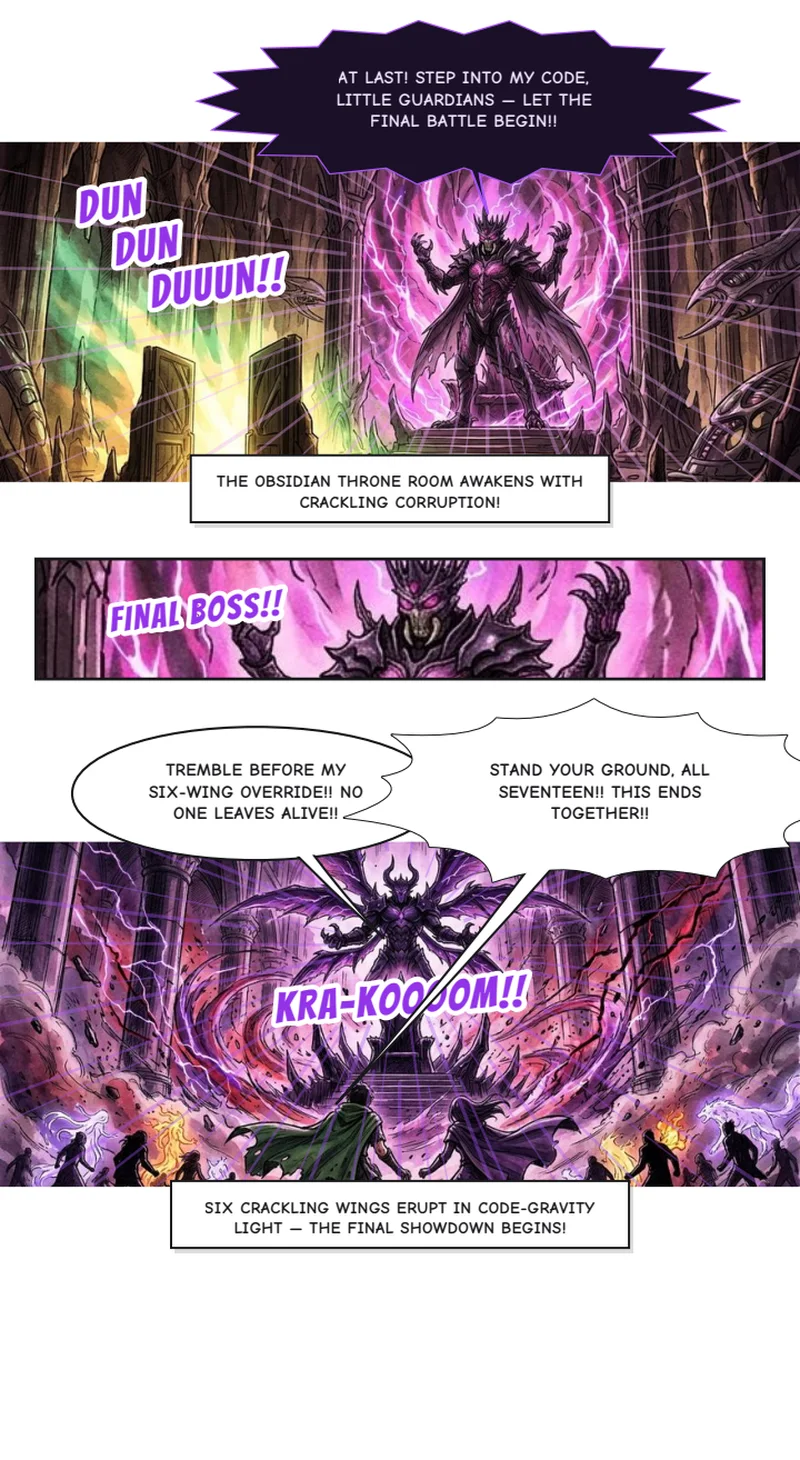 AT LAST! STEP INTO MY CODE,
LITTLE GUARDIANS — LET THE
FINAL BATTLE BEGIN!!
DUN
DUN
DUUUN!!
THE OBSIDIAN THRONE ROOM AWAKENS WITH
CRACKLING CORRUPTION!
FINAL BOSS!!
TREMBLE BEFORE MY
SIX-WING OVERRIDE!! NO
ONE LEAVES ALIVE!!
STAND YOUR GROUND, ALL
SEVENTEEN!! THIS ENDS
TOGETHER!!
KRA-KOOOOM!!
SIX CRACKLING WINGS ERUPT IN CODE-GRAVITY
LIGHT — THE FINAL SHOWDOWN BEGINS!